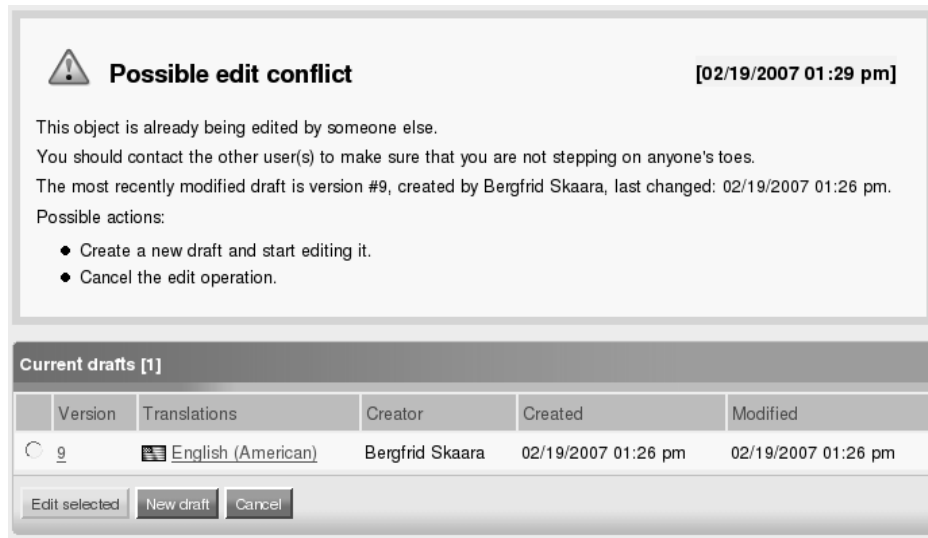 Possible edit conflict [02/19/2007 01:29 pm]
This object is already being edited by someone else.
You should contact the other user(s) to make sure that you are not stepping on anyone's toes.
The most recently modified draft is version #9, created by Bergfrid Skaara, last changed: 02/19/2007 01:26 pm.
Possible actions:
● Create a new draft and start editing it.
● Cancel the edit operation.
Current drafts [1]
Version Translations Creator Created Modified
9 English (American) Bergfrid Skaara 02/19/2007 01:26 pm 02/19/2007 01:26 pm
Edit selected New draft Cancel